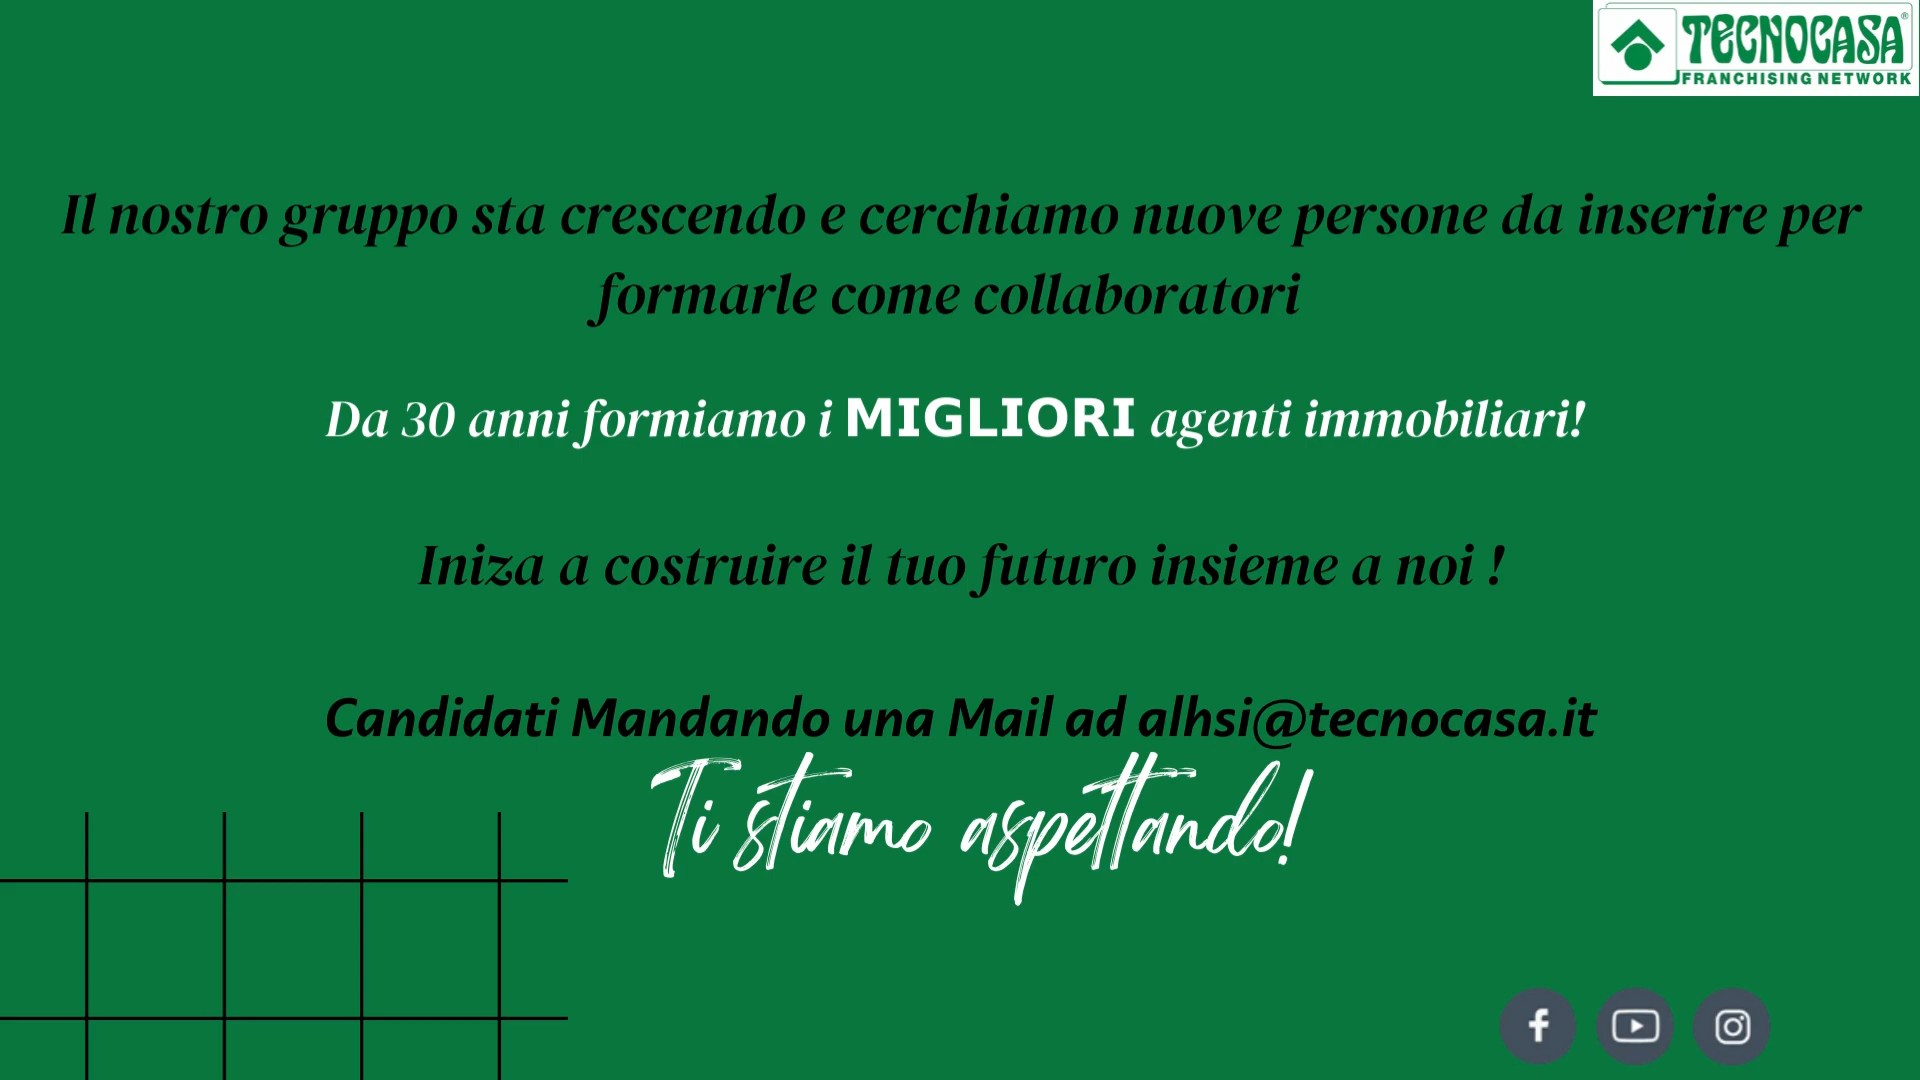 TECNOCASA®
FRANCHISING NETWORK
Il nostro gruppo sta crescendo e cerchiamo nuove persone da inserire per
formarle come collaboratori
Da 30 anni formiamo i MIGLIORI agenti immobiliari!
Iniza a costruire il tuo futuro insieme a noi !
Candidati Mandando una Mail ad alhsi@tecnocasa.it
Ti stiamo aspettando!